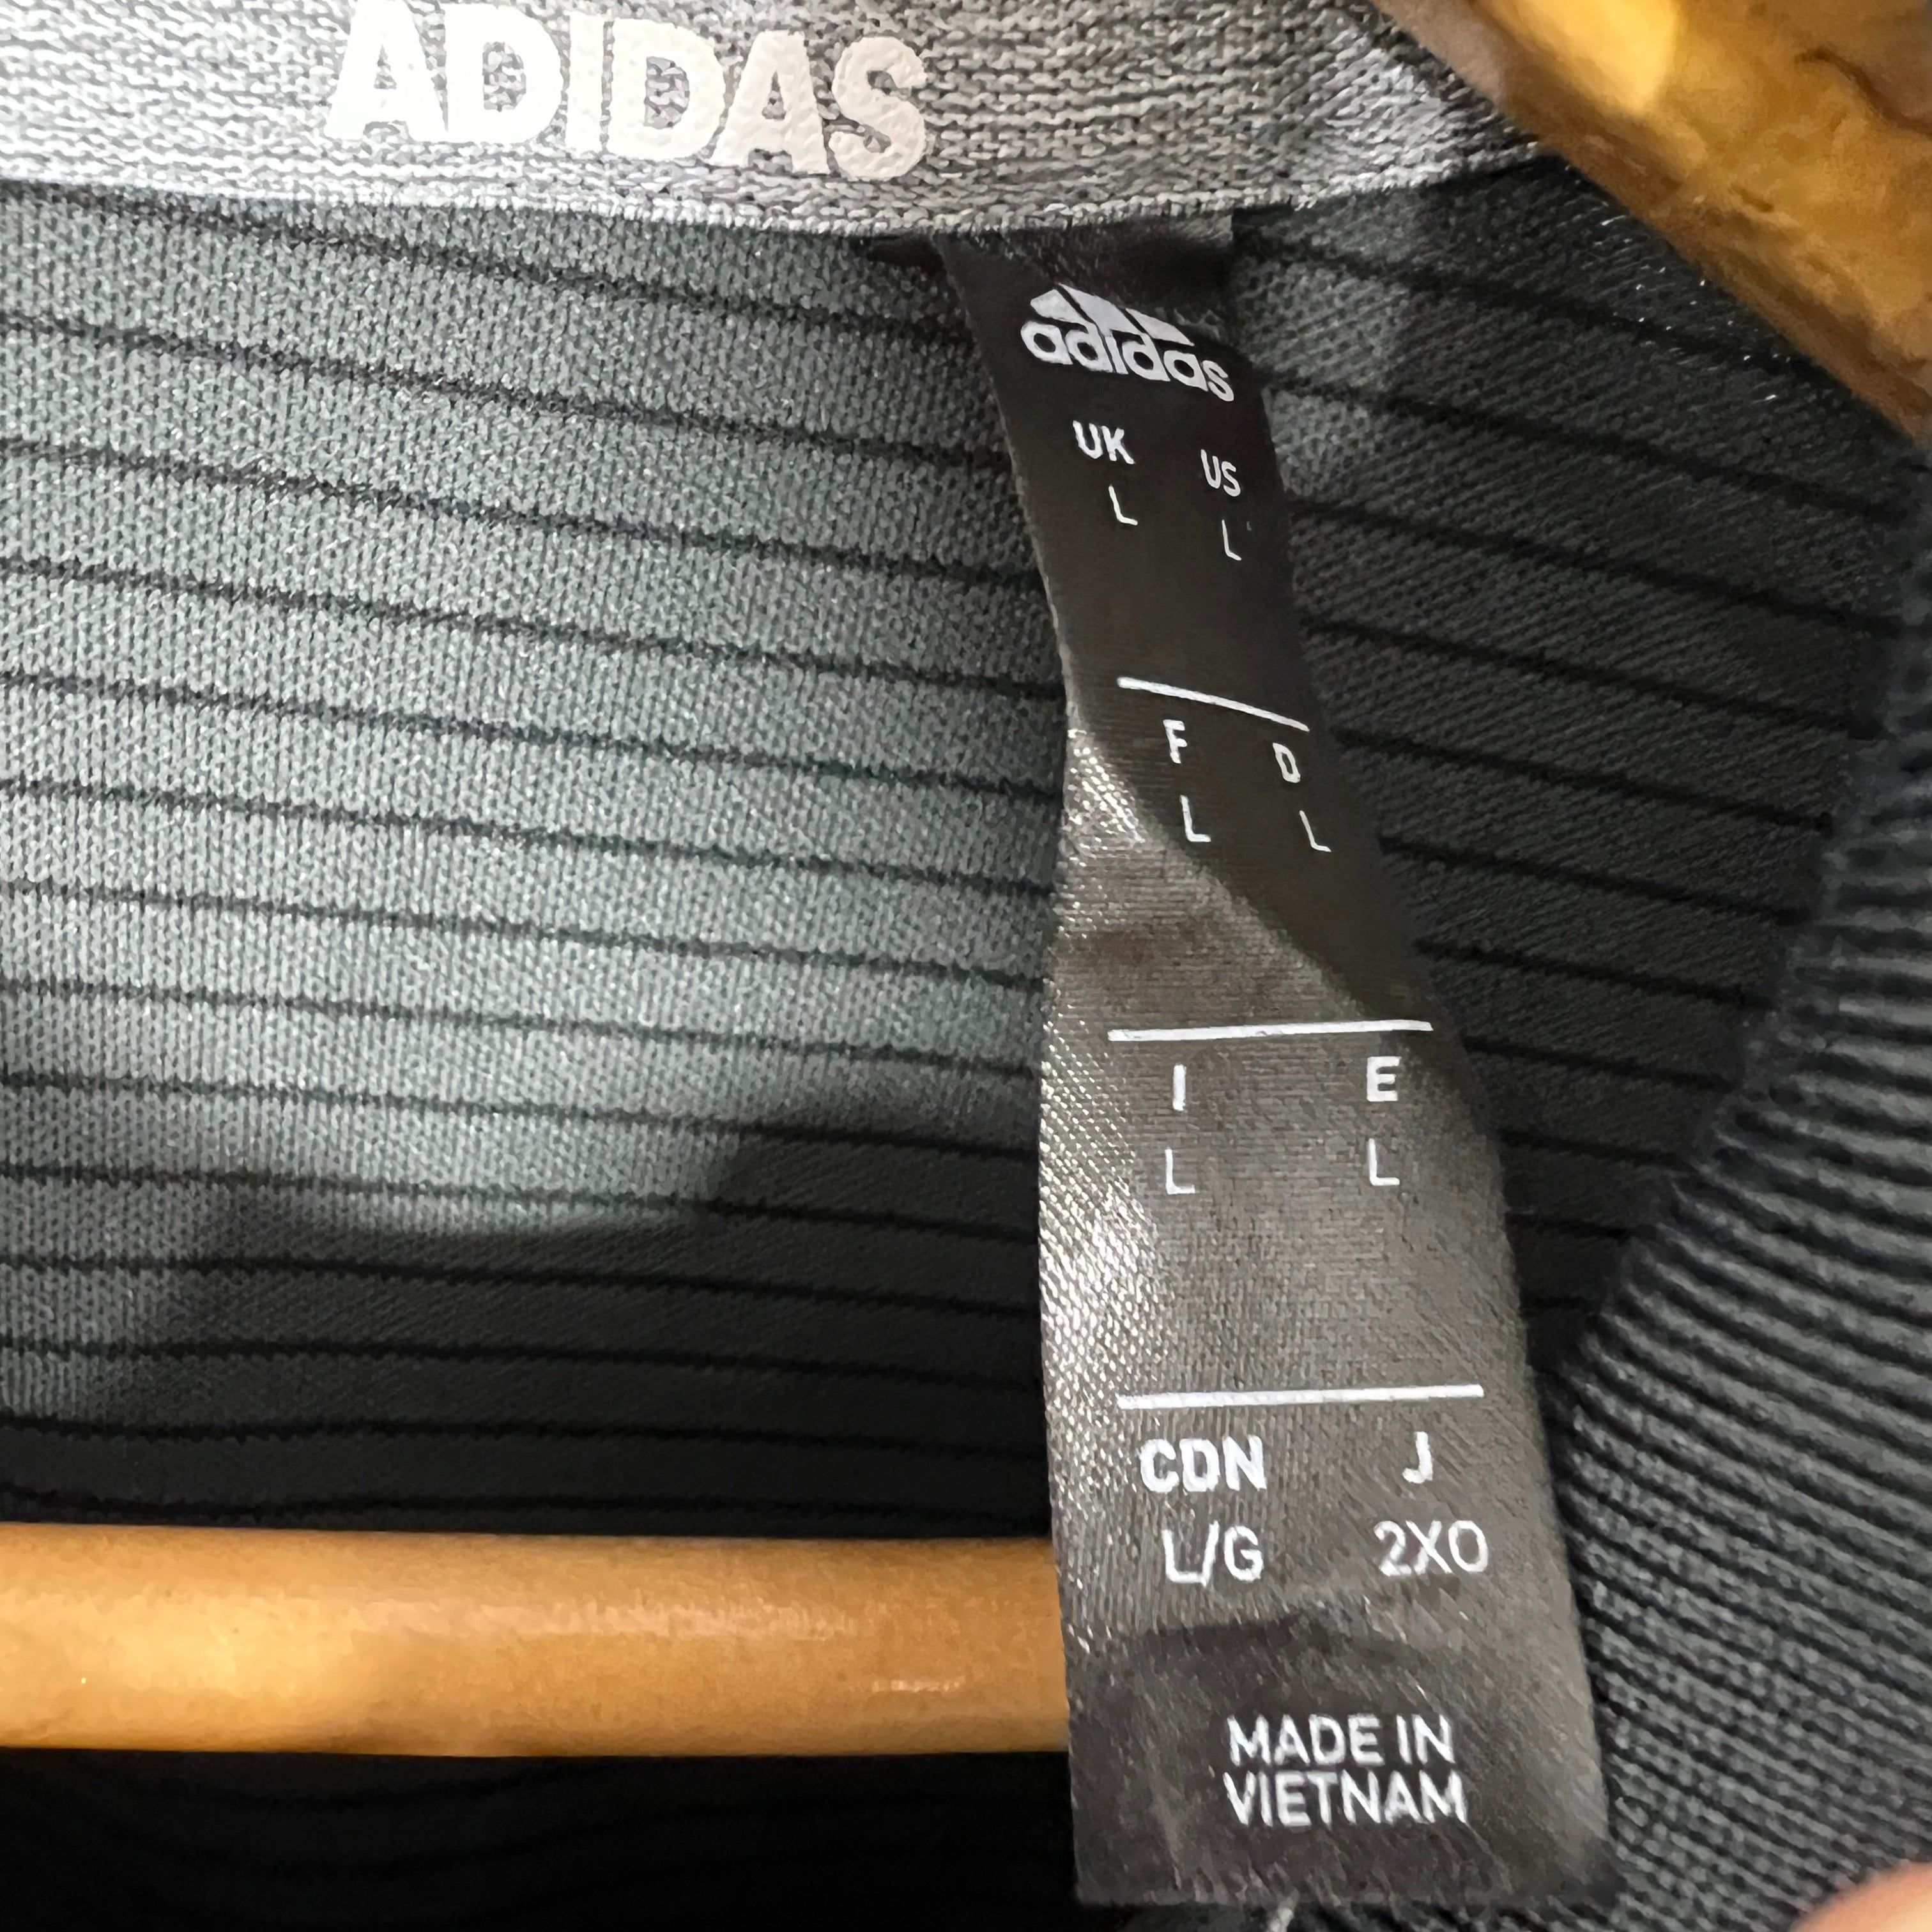 ADIDAS
adidas
UK US
L L
F D
L L
I E
L L
CDN J
L/G 2XO
MADE IN
VIETNAM